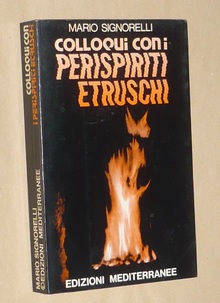 MARIO SIGNORELLI
COLLOQUI CON i
PERISPIRITI
ETRUSCHI
EDIZIONI MEDITERRANEE
COLLOQUI CON
i PERISPIRITI ETRUSCHI
MARIO SIGNORELLI
©EDIZIONI MEDITERRANEE